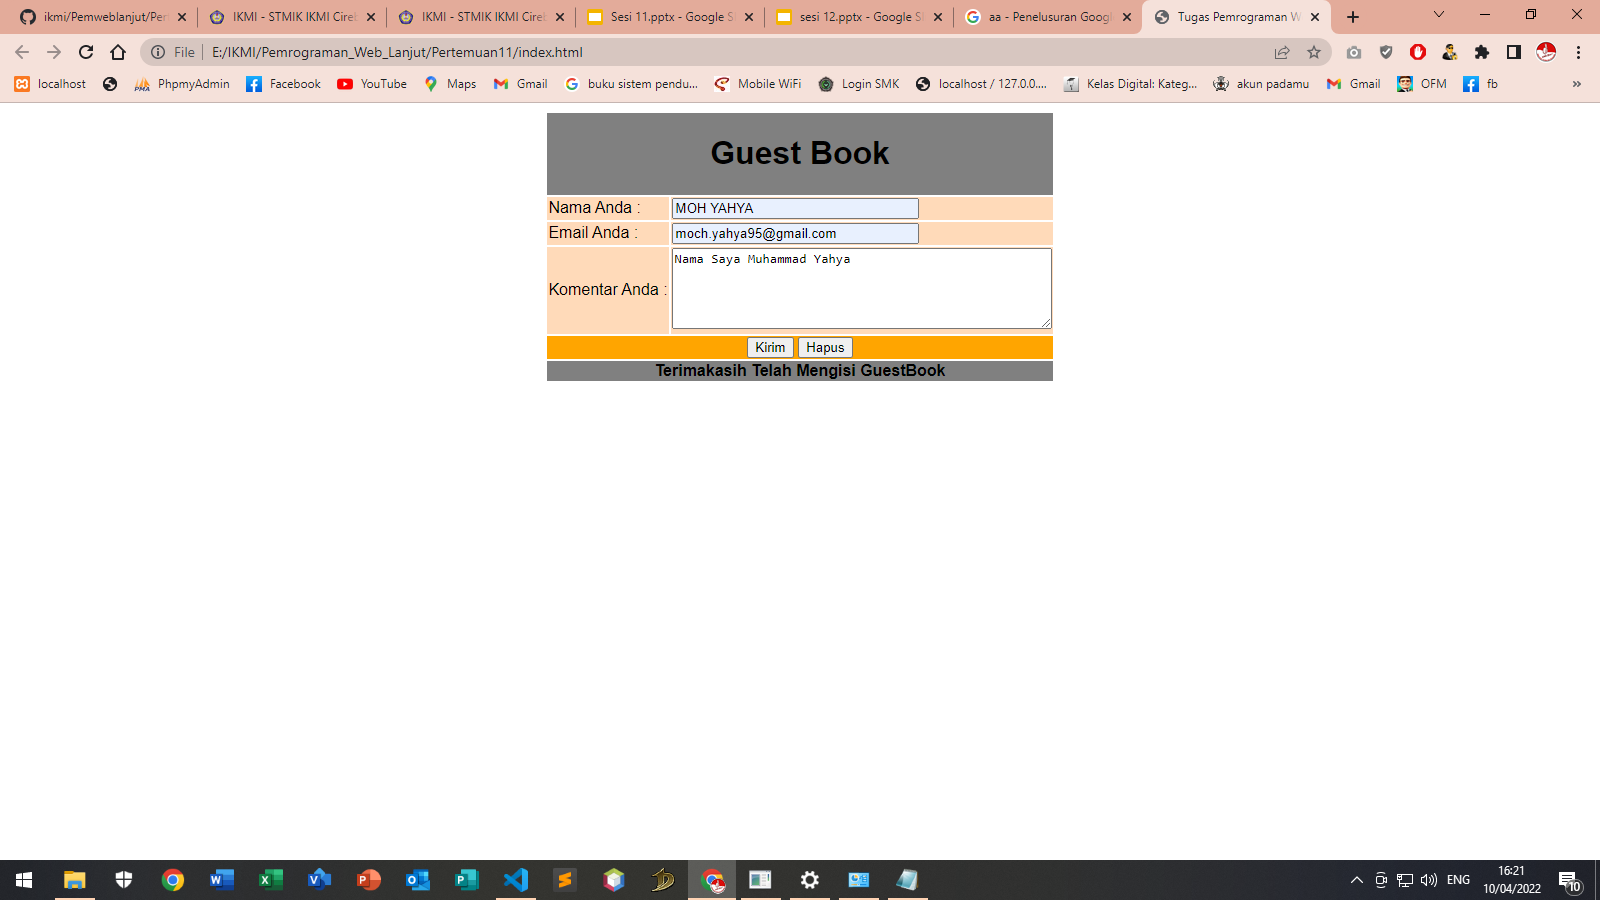 ikmi/Pemweblanjut/Per
IKMI - STMIK IKMI Cireb
IKMI - STMIK IKMI Cireb
Sesi 11.pptx - Google S
sesi 12.pptx - Google S
aa - Penelusuran Googl
Tugas Pemrograman W
File
E:/IKMI/Pemrograman_Web_Lanjut/Pertemuan11/index.html
localhost
PhpmyAdmin
Facebook
YouTube
Maps
Gmail
buku sistem pendu...
Mobile WiFi
Login SMK
localhost / 127.0.0....
Kelas Digital: Kateg...
akun padamu
Gmail
OFM
fb
»
Guest Book
Nama Anda : MOH YAHYA
Email Anda : moch.yahya95@gmail.com
Komentar Anda : Nama Saya Muhammad Yahya
Kirim Hapus
Terimakasih Telah Mengisi GuestBook
ENG
16:21
10/04/2022
10